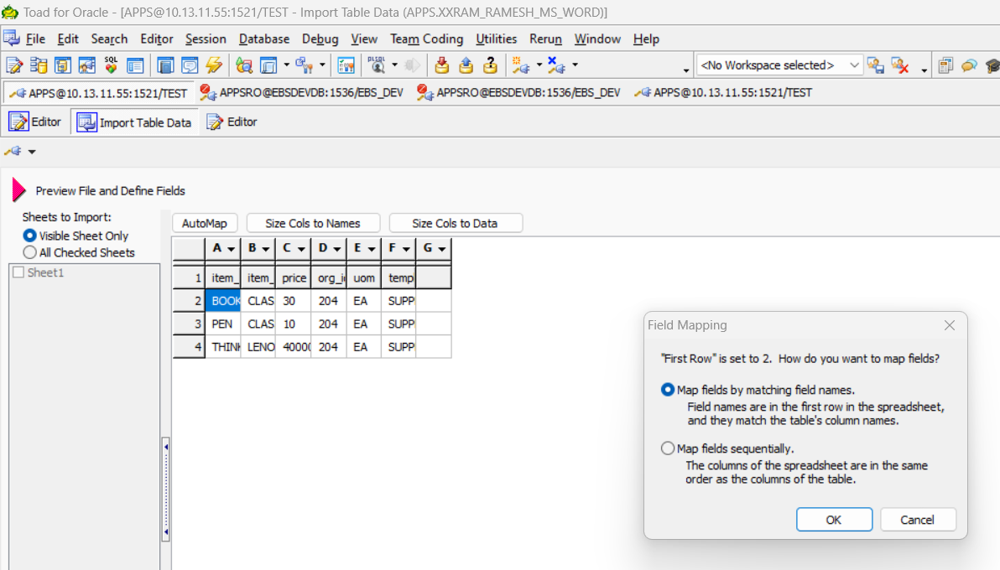 Toad for Oracle - [APPS@10.13.11.55:1521/TEST - Import Table Data (APPS.XXRAM_RAMESH_MS_WORD)]
File Edit Search Editor Session Database Debug View Team Coding Utilities Rerun Window Help
SQL
PL/SQL
<No Workspace selected>
APPS@10.13.11.55:1521/TEST APPSRO@EBSDEVDB:1536/EBS_DEV APPSRO@EBSDEVDB:1536/EBS_DEV APPS@10.13.11.55:1521/TEST
Editor Import Table Data Editor
Preview File and Define Fields
Sheets to Import:
Visible Sheet Only
All Checked Sheets
Sheet1
AutoMap Size Cols to Names Size Cols to Data
A B C D E F G
1 item_ item_ price org_i uom temp
2 BOOK CLAS 30 204 EA SUPP
3 PEN CLAS 10 204 EA SUPP
4 THIN LENO 4000 204 EA SUPP
Field Mapping
"First Row" is set to 2. How do you want to map fields?
Map fields by matching field names.
Field names are in the first row in the spreadsheet,
and they match the table's column names.
Map fields sequentially.
The columns of the spreadsheet are in the same
order as the columns of the table.
OK Cancel